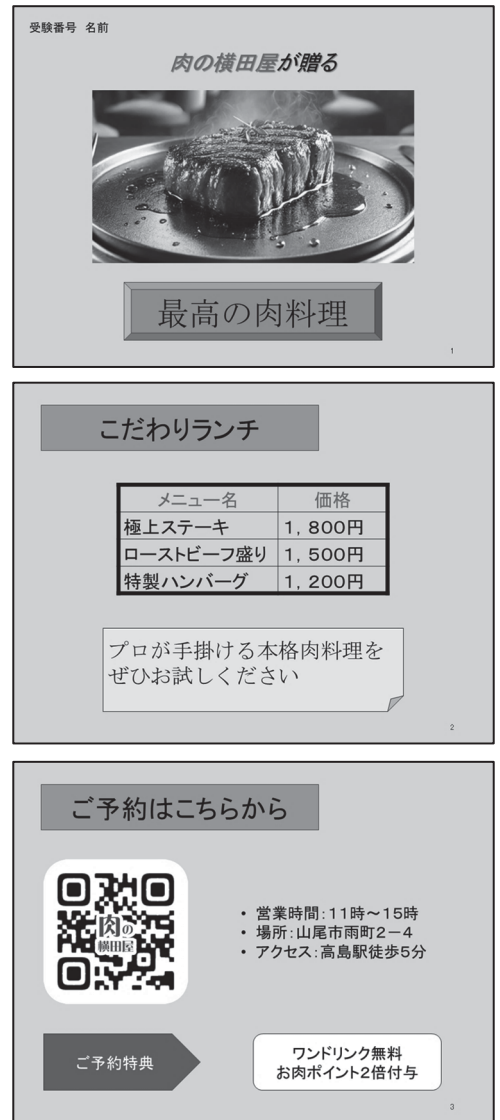 受験番号 名前
肉の横田屋が贈る
最高の肉料理
1
こだわりランチ
メニュー名 価格
極上ステーキ 1,800円
ローストビーフ盛り 1,500円
特製ハンバーグ 1,200円
プロが手掛ける本格肉料理を
ぜひお試しください
2
ご予約はこちらから
肉の
横田屋
• 営業時間:11時～15時
• 場所:山尾市雨町2－4
• アクセス:高島駅徒歩5分
ご予約特典
ワンドリンク無料
お肉ポイント2倍付与
3